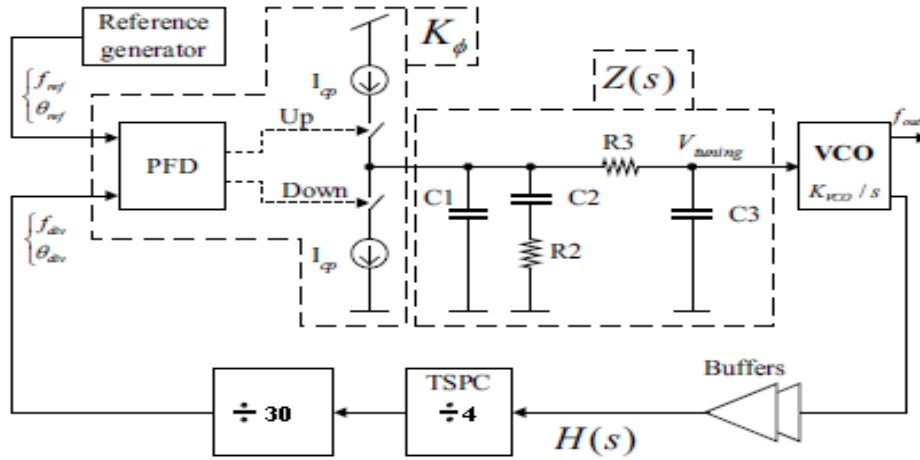 Reference
generator
K_ϕ
I_cp
Z(s)
f_ref
θ_ref
Up
PFD
R3
V_tuning
f_out
VCO
K_VCO / s
Down
C1
C2
C3
f_div
θ_div
I_cp
R2
Buffers
TSPC
÷ 30
÷4
H(s)